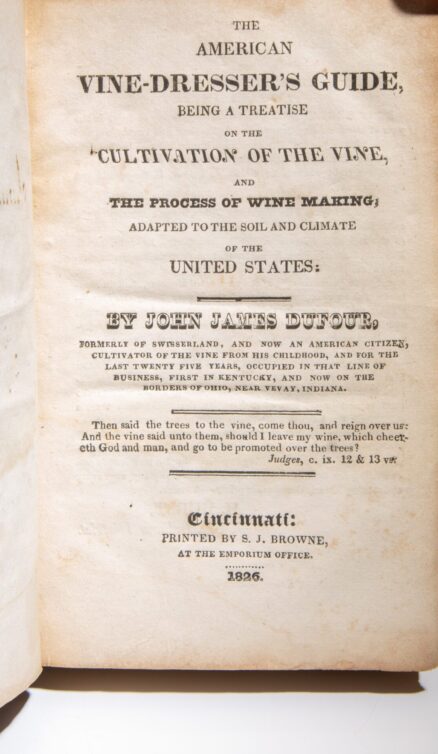 THE
AMERICAN
VINE-DRESSER'S GUIDE,
BEING A TREATISE
ON THE
CULTIVATION OF THE VINE,
AND
THE PROCESS OF WINE MAKING;
ADAPTED TO THE SOIL AND CLIMATE
OF THE
UNITED STATES:
BY JOHN JAMES DUFOUR,
FORMERLY OF SWISSERLAND, AND NOW AN AMERICAN CITIZEN,
CULTIVATOR OF THE VINE FROM HIS CHILDHOOD, AND FOR THE
LAST TWENTY FIVE YEARS, OCCUPIED IN THAT LINE OF
BUSINESS, FIRST IN KENTUCKY, AND NOW ON THE
BORDERS OF OHIO, NEAR VEVAY, INDIANA.
Then said the trees to the vine, come thou, and reign over us:
And the vine said unto them, should I leave my wine, which cheer-
eth God and man, and go to be promoted over the trees?
Judges, c. ix. 12 & 13 vs.
Cincinnati:
PRINTED BY S. J. BROWNE,
AT THE EMPORIUM OFFICE.
1826.